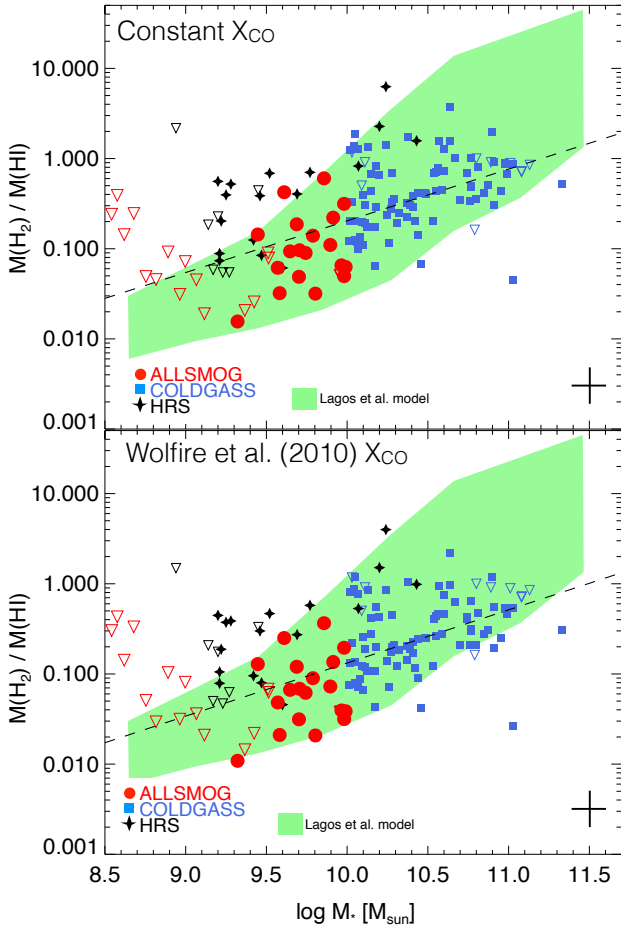 Constant X_CO
10.000
1.000
0.100
0.010
0.001
M(H₂) / M(HI)
ALLSMOG
COLDGASS
HRS
Lagos et al. model
Wolfire et al. (2010) X_CO
10.000
1.000
0.100
0.010
0.001
M(H₂) / M(HI)
ALLSMOG
COLDGASS
HRS
Lagos et al. model
8.5 9.0 9.5 10.0 10.5 11.0 11.5
log M_* [M_sun]